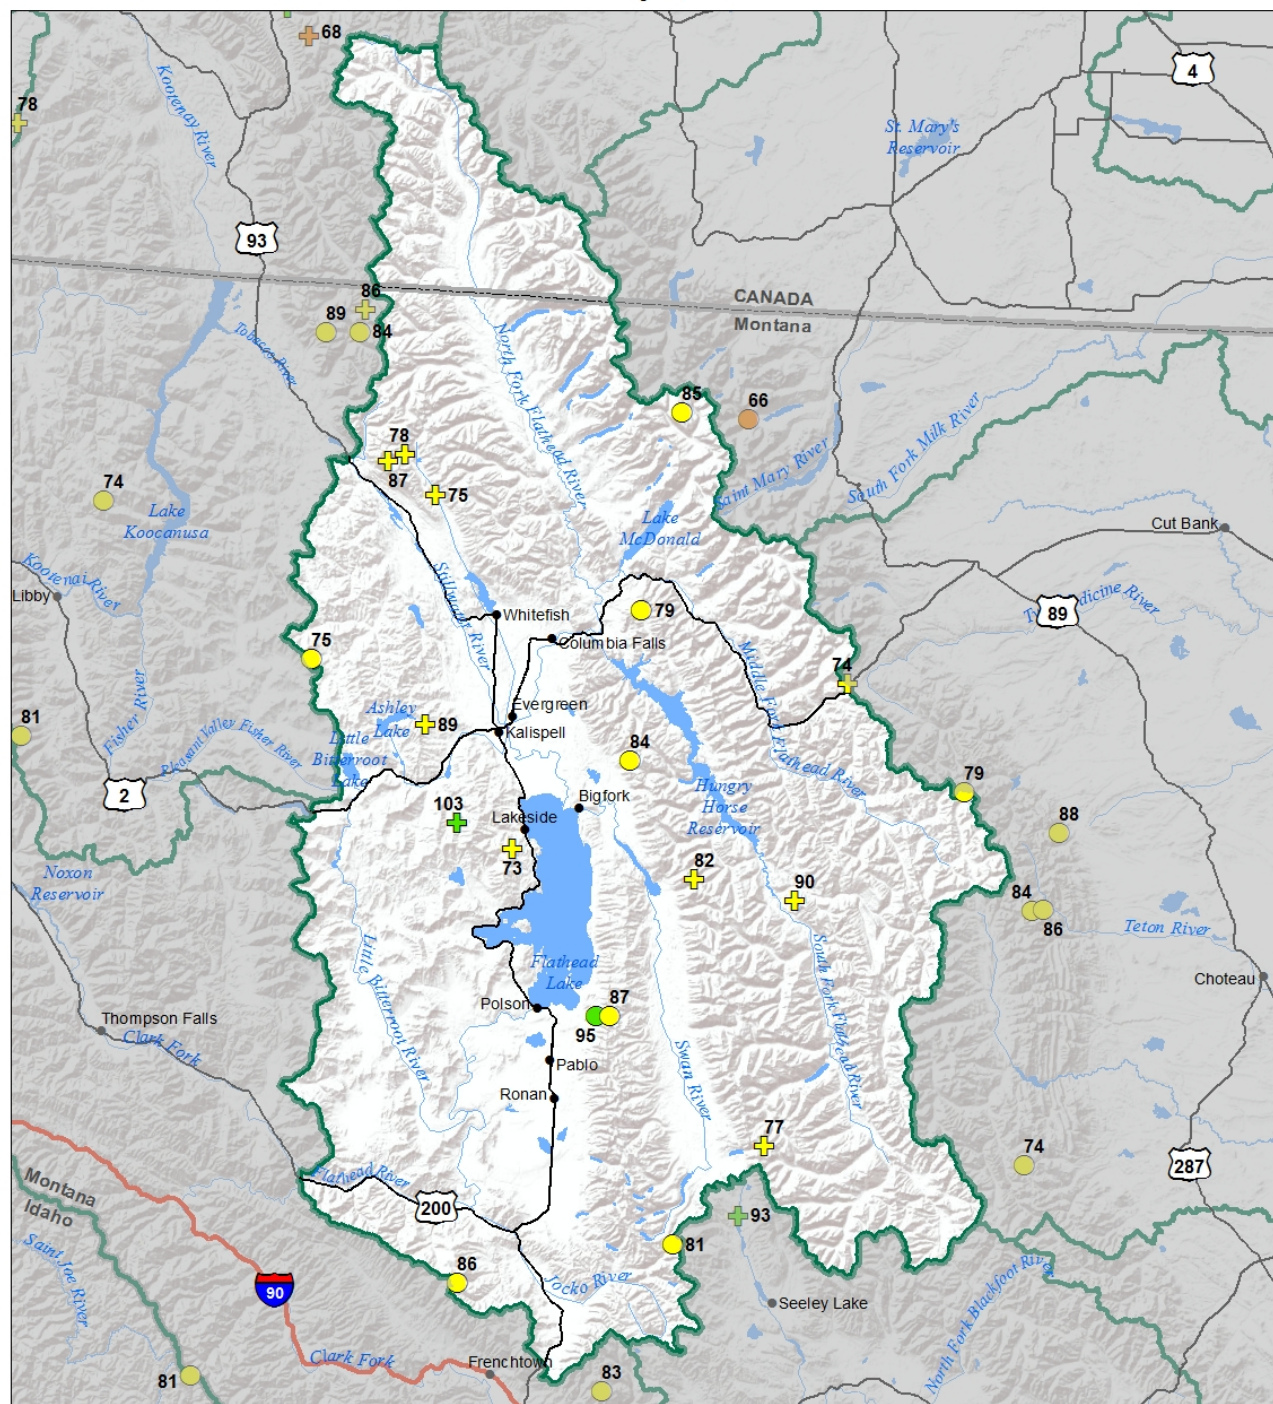 68
4
78
Kootenay River
St. Mary's
Reservoir
93
CANADA
Montana
86
89
84
Tobacco River
North Fork Flathead River
85
66
78
87
75
Saint Mary River
South Fork Milk River
74
Lake
Koocanusa
Lake
McDonald
Cut Bank
Kootenai River
Libby
Stillwater River
Whitefish
79
89
Columbia Falls
75
Middle Fork Flathead River
74
Fisher River
Pleasant Valley Fisher River
81
Ashley
Lake
89
Evergreen
Kalispell
Little
Bitterroot
Lake
84
Hungry
Horse
Reservoir
79
2
103
Bigfork
Lakeside
88
73
82
90
Noxon
Reservoir
84
86
Teton River
Little Bitterroot River
Flathead
Lake
South Fork Flathead River
Choteau
Polson
87
95
Thompson Falls
Clark Fork
Pablo
Swan River
Ronan
77
74
287
Montana
Idaho
Flathead River
200
93
Saint Joe River
81
86
Jocko River
90
Seeley Lake
North Fork Blackfoot River
Clark Fork
Frenchtown
81
83